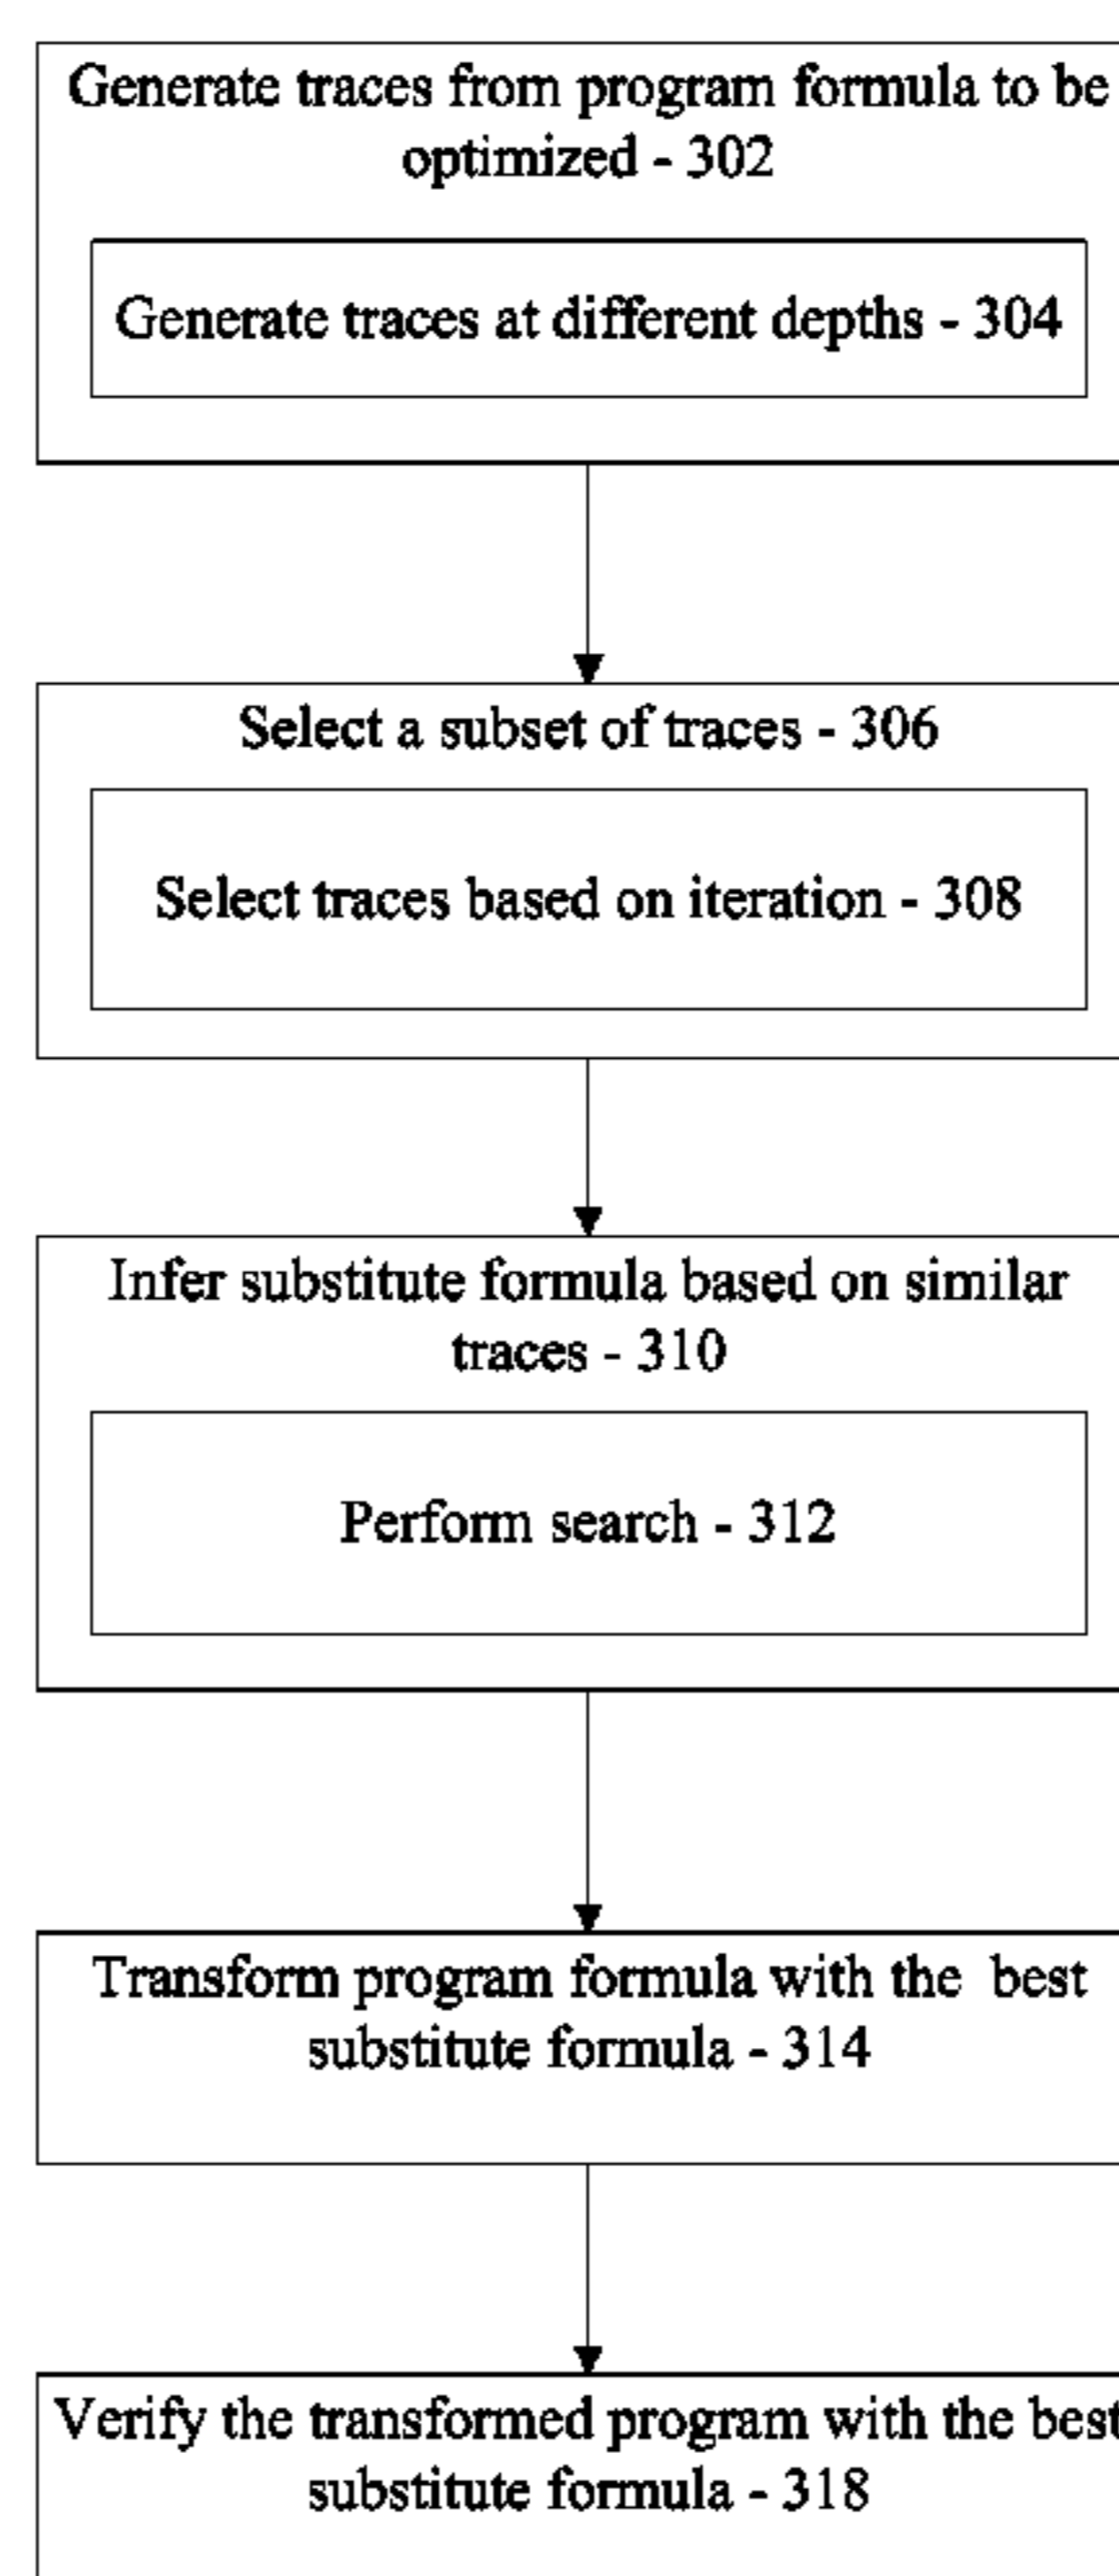 Generate traces from program formula to be
optimized - 302
Generate traces at different depths - 304
Select a subset of traces - 306
Select traces based on iteration - 308
Infer substitute formula based on similar
traces - 310
Perform search - 312
Transform program formula with the best
substitute formula - 314
Verify the transformed program with the best
substitute formula - 318